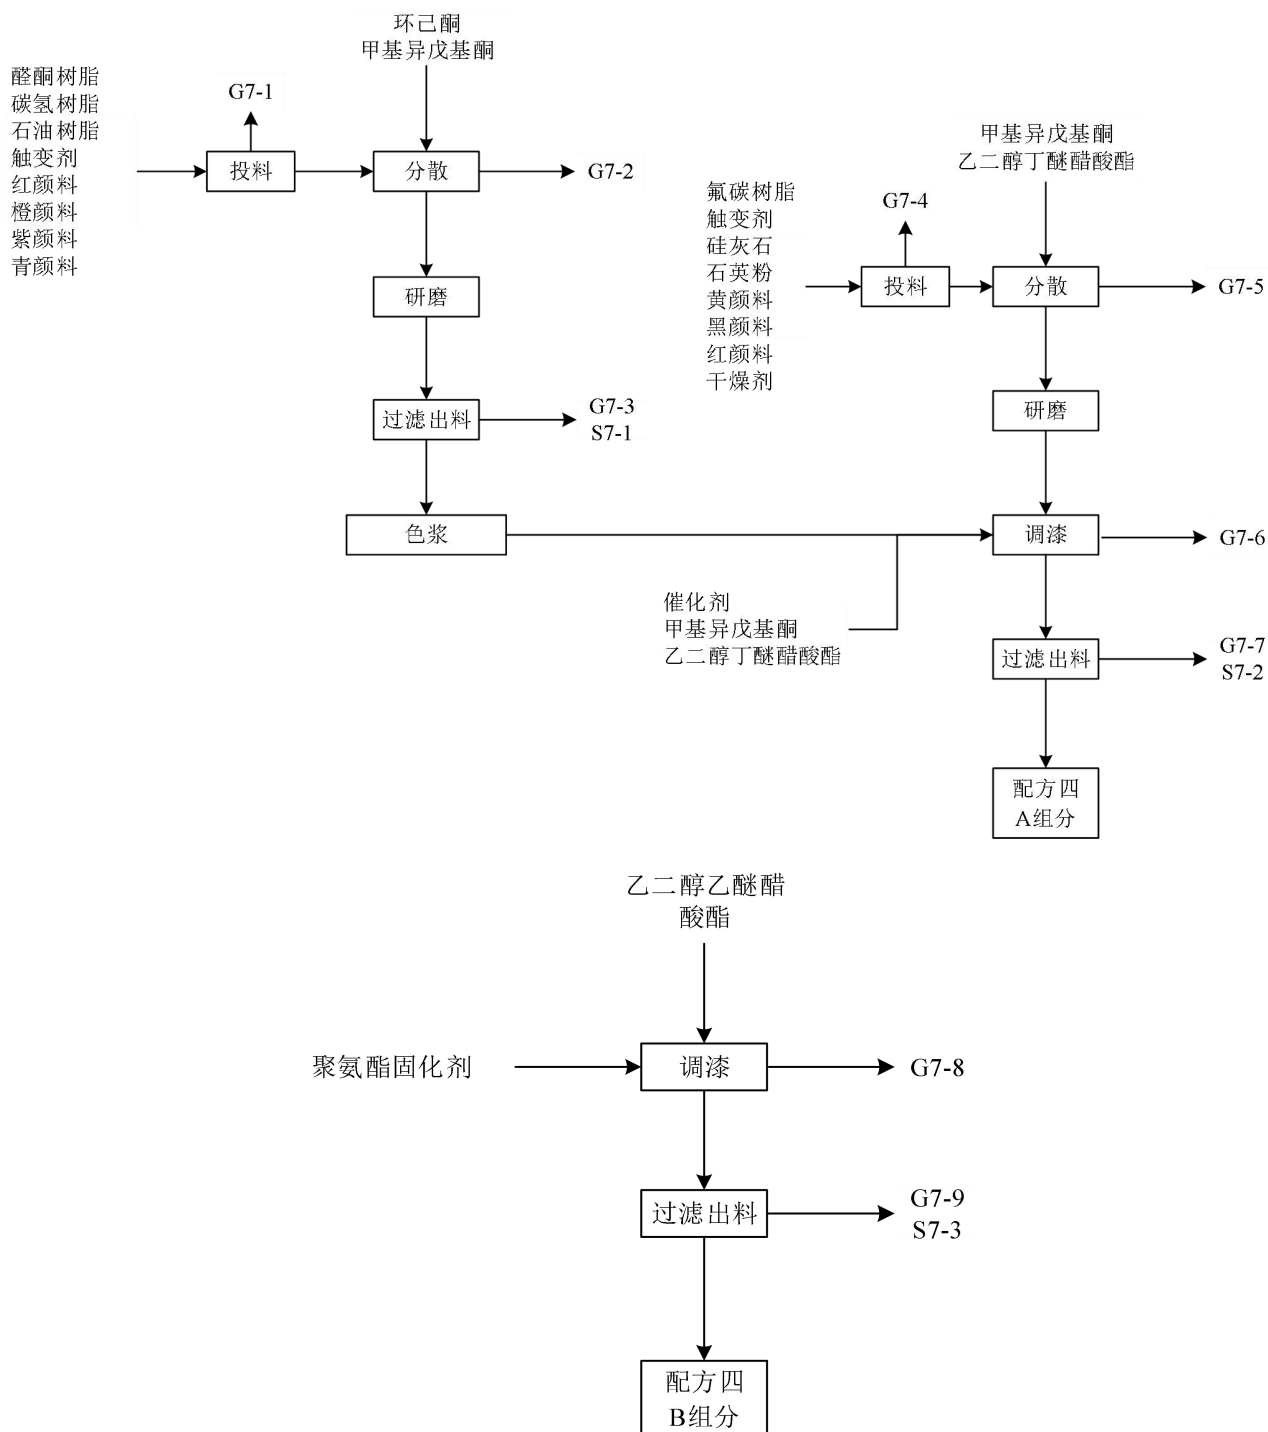 环己酮
甲基异戊基酮
醛酮树脂
碳氢树脂
石油树脂
触变剂
红颜料
橙颜料
紫颜料
青颜料
G7-1
投料
分散
G7-2
研磨
过滤出料
G7-3
S7-1
色浆
甲基异戊基酮
乙二醇丁醚醋酸酯
氟碳树脂
触变剂
硅灰石
石英粉
黄颜料
黑颜料
红颜料
干燥剂
G7-4
投料
分散
G7-5
研磨
调漆
G7-6
催化剂
甲基异戊基酮
乙二醇丁醚醋酸酯
过滤出料
G7-7
S7-2
配方四
A组分
乙二醇乙醚醋
酸酯
聚氨酯固化剂
调漆
G7-8
过滤出料
G7-9
S7-3
配方四
B组分